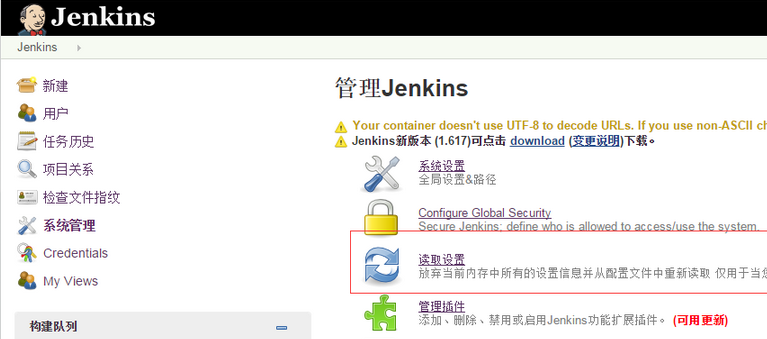 Jenkins
Jenkins
新建
用户
任务历史
项目关系
检查文件指纹
系统管理
Credentials
My Views
构建队列
管理Jenkins
Your container doesn't use UTF-8 to decode URLs. If you use non-ASCII
Jenkins新版本 (1.617)可点击 download (变更说明)下载。
系统设置
全局设置&路径
Configure Global Security
Secure Jenkins: define who is allowed to access/use the system.
读取设置
放弃当前内存中所有的设置信息并从配置文件中重新读取 仅用于当您
管理插件
添加、删除、禁用或启用Jenkins功能扩展插件。 (可用更新)